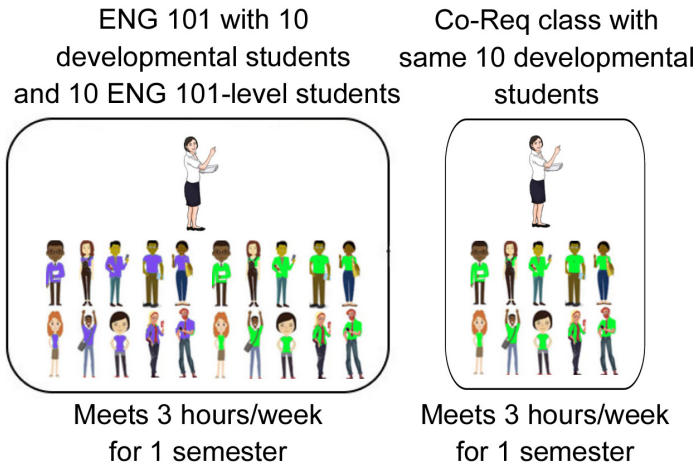 ENG 101 with 10
developmental students
and 10 ENG 101-level students
Co-Req class with
same 10 developmental
students
Meets 3 hours/week
for 1 semester
Meets 3 hours/week
for 1 semester